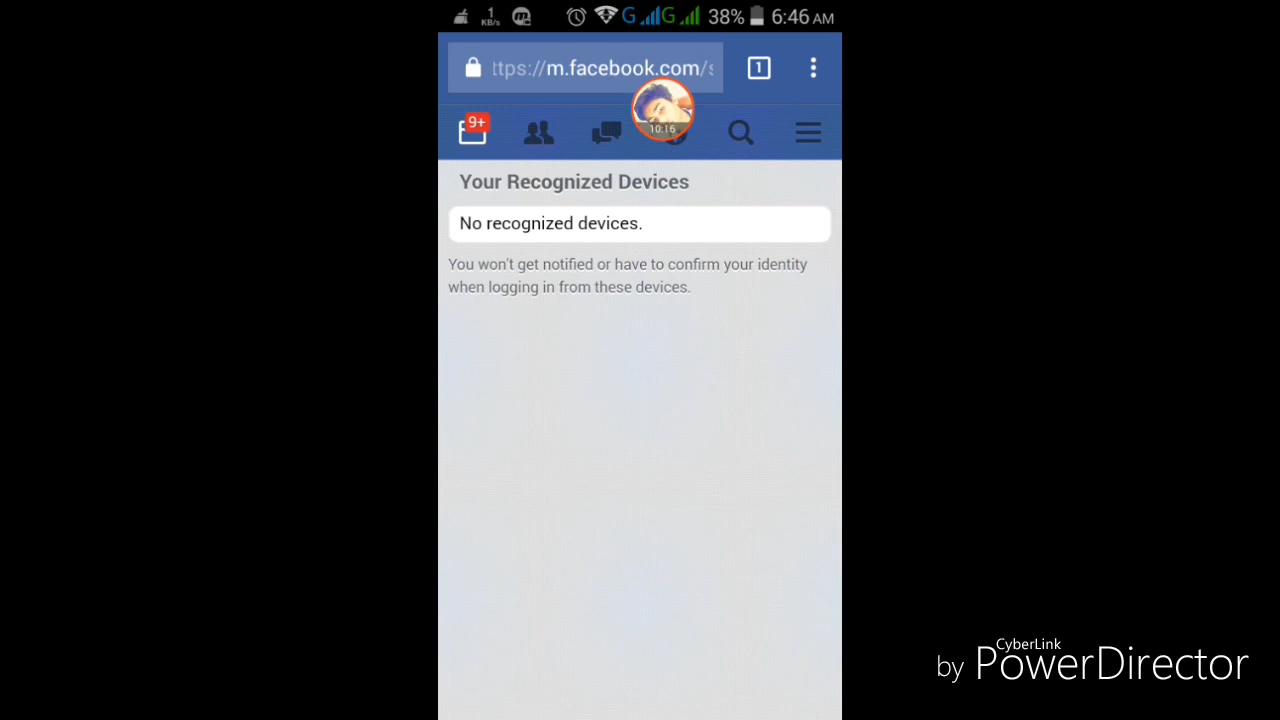 1
KB/s
G
G
38%
6:46 AM
ttps://m.facebook.com/s
1
9+
10:16
Your Recognized Devices
No recognized devices.
You won't get notified or have to confirm your identity
when logging in from these devices.
CyberLink
by PowerDirector